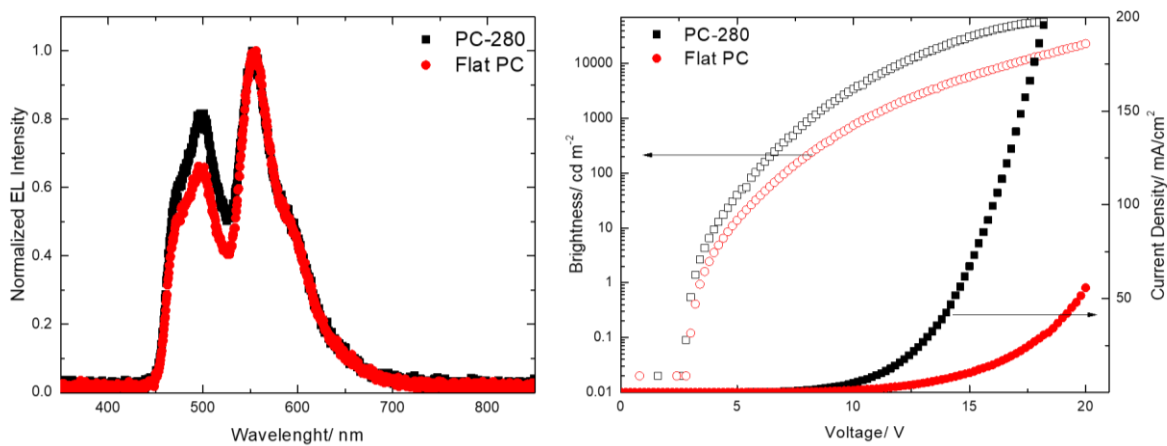 PC-280
Flat PC
Normalized EL Intensity
1.0
0.8
0.6
0.4
0.2
0.0
400 500 600 700 800
Wavelenght/ nm
PC-280
Flat PC
Brightness/ cd m-2
10000
1000
100
10
1
0.1
0.01
200
150
100
50
Current Density/ mA/cm2
0 5 10 15 20
Voltage/ V